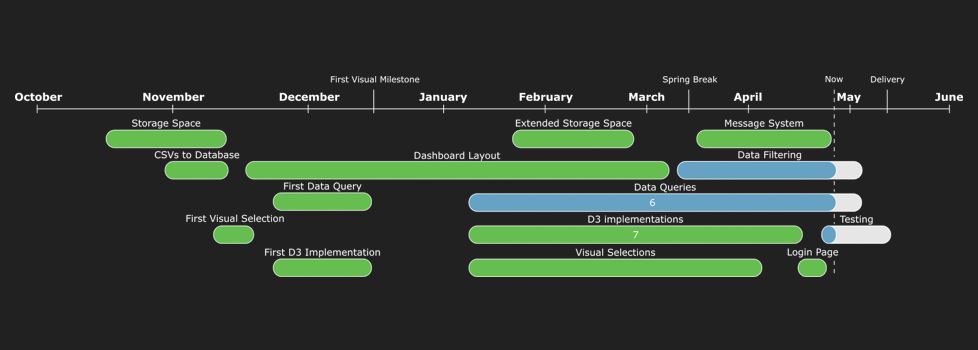 First Visual Milestone Spring Break Now Delivery
October November December January February March April May June
Storage Space Extended Storage Space Message System
CSVs to Database Dashboard Layout Data Filtering
First Data Query Data Queries
6
First Visual Selection D3 implementations Testing
7
First D3 Implementation Visual Selections Login Page